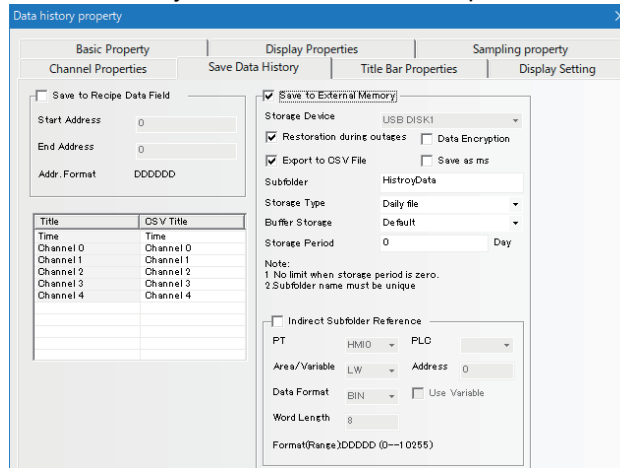 Data history property
Basic Property
Display Properties
Sampling property
Channel Properties
Save Data History
Title Bar Properties
Display Setting
Save to Recipe Data Field
Start Address 0
End Address 0
Addr. Format DDDDDD
Title CSV Title
Time Time
Channel 0 Channel 0
Channel 1 Channel 1
Channel 2 Channel 2
Channel 3 Channel 3
Channel 4 Channel 4
Save to External Memory
Storage Device USB DISK1
Restoration during outages Data Encryption
Export to CSV File Save as ms
Subfolder HistroyData
Storage Type Daily file
Buffer Storage Default
Storage Period 0 Day
Note:
1 No limit when storage period is zero.
2.Subfolder name must be unique
Indirect Subfolder Reference
PT HMI0 PLC
Area/Variable LW Address 0
Data Format BIN Use Variable
Word Length 8
Format(Range):DDDDD (0--10255)